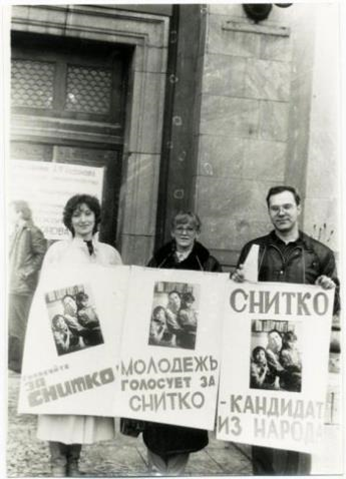 ЗА
СНИТКО
МОЛОДЕЖЬ
ГОЛОСУЕТ ЗА
СНИТКО
СНИТКО
- КАНДИДАТ
ИЗ НАРОДА